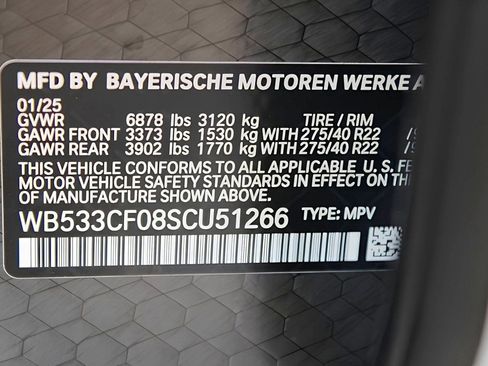 MFD BY BAYERISCHE MOTOREN WERKE A
01/25
GVWR 6878 lbs 3120 kg TIRE / RIM
GAWR FRONT 3373 lbs 1530 kg WITH 275/40 R22 /
GAWR REAR 3902 lbs 1770 kg WITH 275/40 R22 /
THIS VEHICLE CONFORMS TO ALL APPLICABLE U. S. FE
MOTOR VEHICLE SAFETY STANDARDS IN EFFECT ON THE
OF MANUFACTURE SHOWN ABOVE.
WB533CF08SCU51266 TYPE: MPV